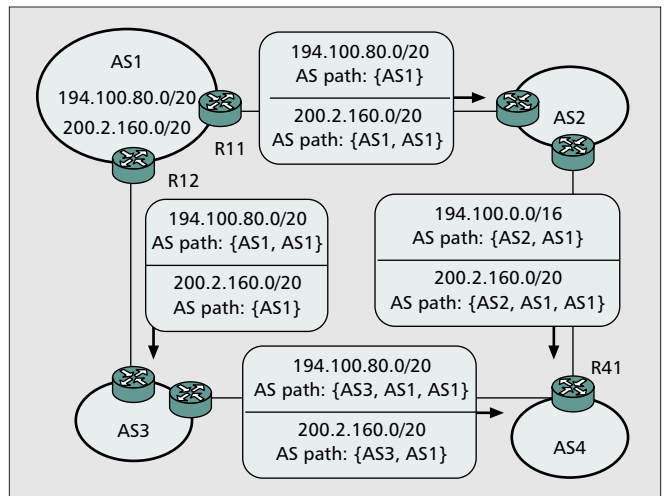 AS1
194.100.80.0/20
200.2.160.0/20
R11
R12
194.100.80.0/20
AS path: {AS1}
200.2.160.0/20
AS path: {AS1, AS1}
AS2
194.100.80.0/20
AS path: {AS1, AS1}
200.2.160.0/20
AS path: {AS1}
194.100.0.0/16
AS path: {AS2, AS1}
200.2.160.0/20
AS path: {AS2, AS1, AS1}
R41
AS3
194.100.80.0/20
AS path: {AS3, AS1, AS1}
200.2.160.0/20
AS path: {AS3, AS1}
AS4